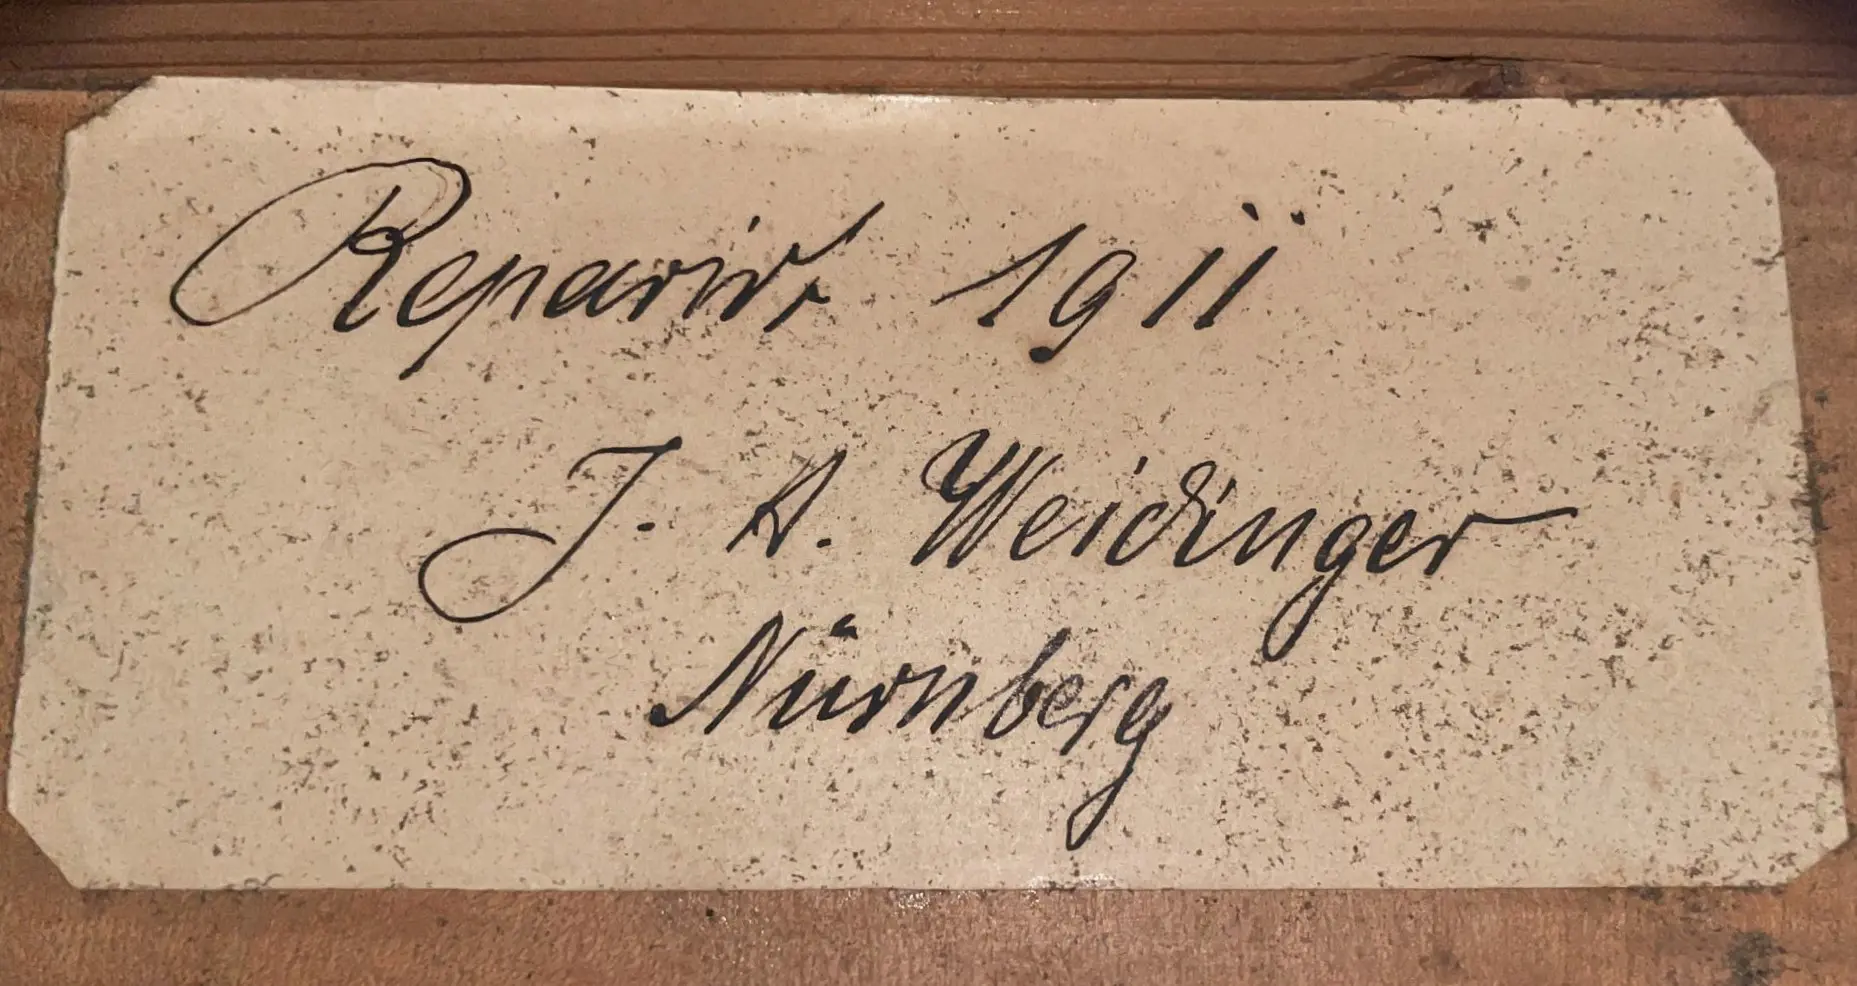 Reparirt 1911
J. A. Weidinger
Nürnberg